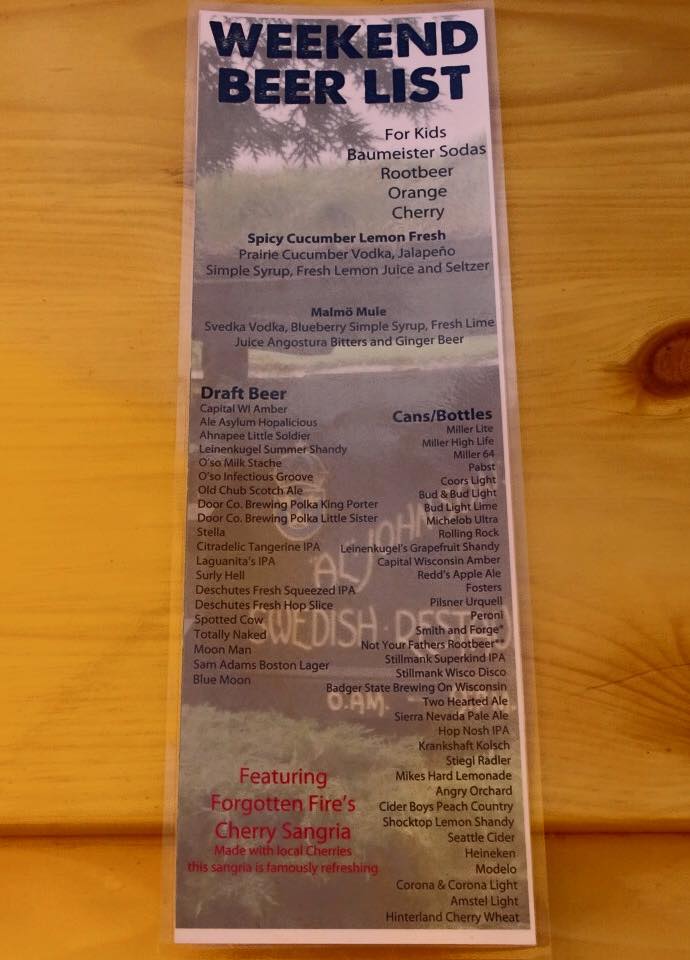 WEEKEND
BEER LIST
For Kids
Baumeister Sodas
Rootbeer
Orange
Cherry
Spicy Cucumber Lemon Fresh
Prairie Cucumber Vodka, Jalapeño
Simple Syrup, Fresh Lemon Juice and Seltzer
Malmö Mule
Svedka Vodka, Blueberry Simple Syrup, Fresh Lime
Juice Angostura Bitters and Ginger Beer
Draft Beer
Capital WI Amber
Ale Asylum Hopalicious
Ahnapee Little Soldier
Leinenkugel Summer Shandy
O'so Milk Stache
O'so Infectious Groove
Old Chub Scotch Ale
Door Co. Brewing Polka King Porter
Door Co. Brewing Polka Little Sister
Stella
Citradelic Tangerine IPA
Laguanita's IPA
Surly Hell
Deschutes Fresh Squeezed IPA
Deschutes Fresh Hop Slice
Spotted Cow
Totally Naked
Moon Man
Sam Adams Boston Lager
Blue Moon
Cans/Bottles
Miller Lite
Miller High Life
Miller 64
Pabst
Coors Light
Bud & Bud Light
Bud Light Lime
Michelob Ultra
Rolling Rock
Leinenkugel's Grapefruit Shandy
Capital Wisconsin Amber
Redd's Apple Ale
Fosters
Pilsner Urquell
Peroni
Smith and Forge*
Not Your Fathers Rootbeer**
Stillmank Superkind IPA
Stillmank Wisco Disco
Badger State Brewing On Wisconsin
Two Hearted Ale
Sierra Nevada Pale Ale
Hop Nosh IPA
Krankshaft Kolsch
Stiegl Radler
Mikes Hard Lemonade
Angry Orchard
Cider Boys Peach Country
Shocktop Lemon Shandy
Seattle Cider
Heineken
Modelo
Corona & Corona Light
Amstel Light
Hinterland Cherry Wheat
Featuring
Forgotten Fire's
Cherry Sangria
Made with local Cherries
this sangria is famously refreshing
AL JOHN
SWEDISH